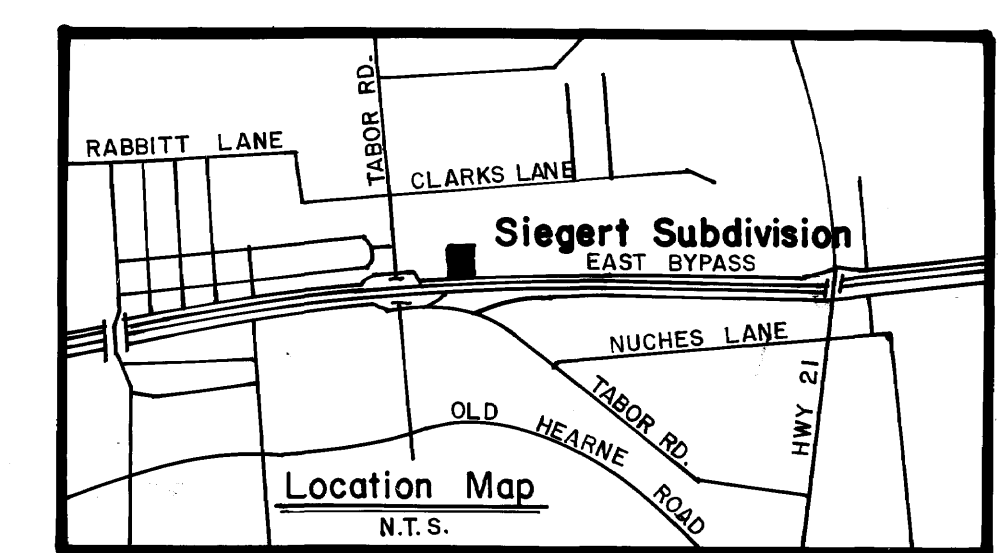 TABOR RD.
RABBITT LANE
CLARKS LANE
Siegert Subdivision
EAST BYPASS
NUCHES LANE
HWY 21
TABOR RD.
OLD HEARNE ROAD
Location Map
N.T.S.